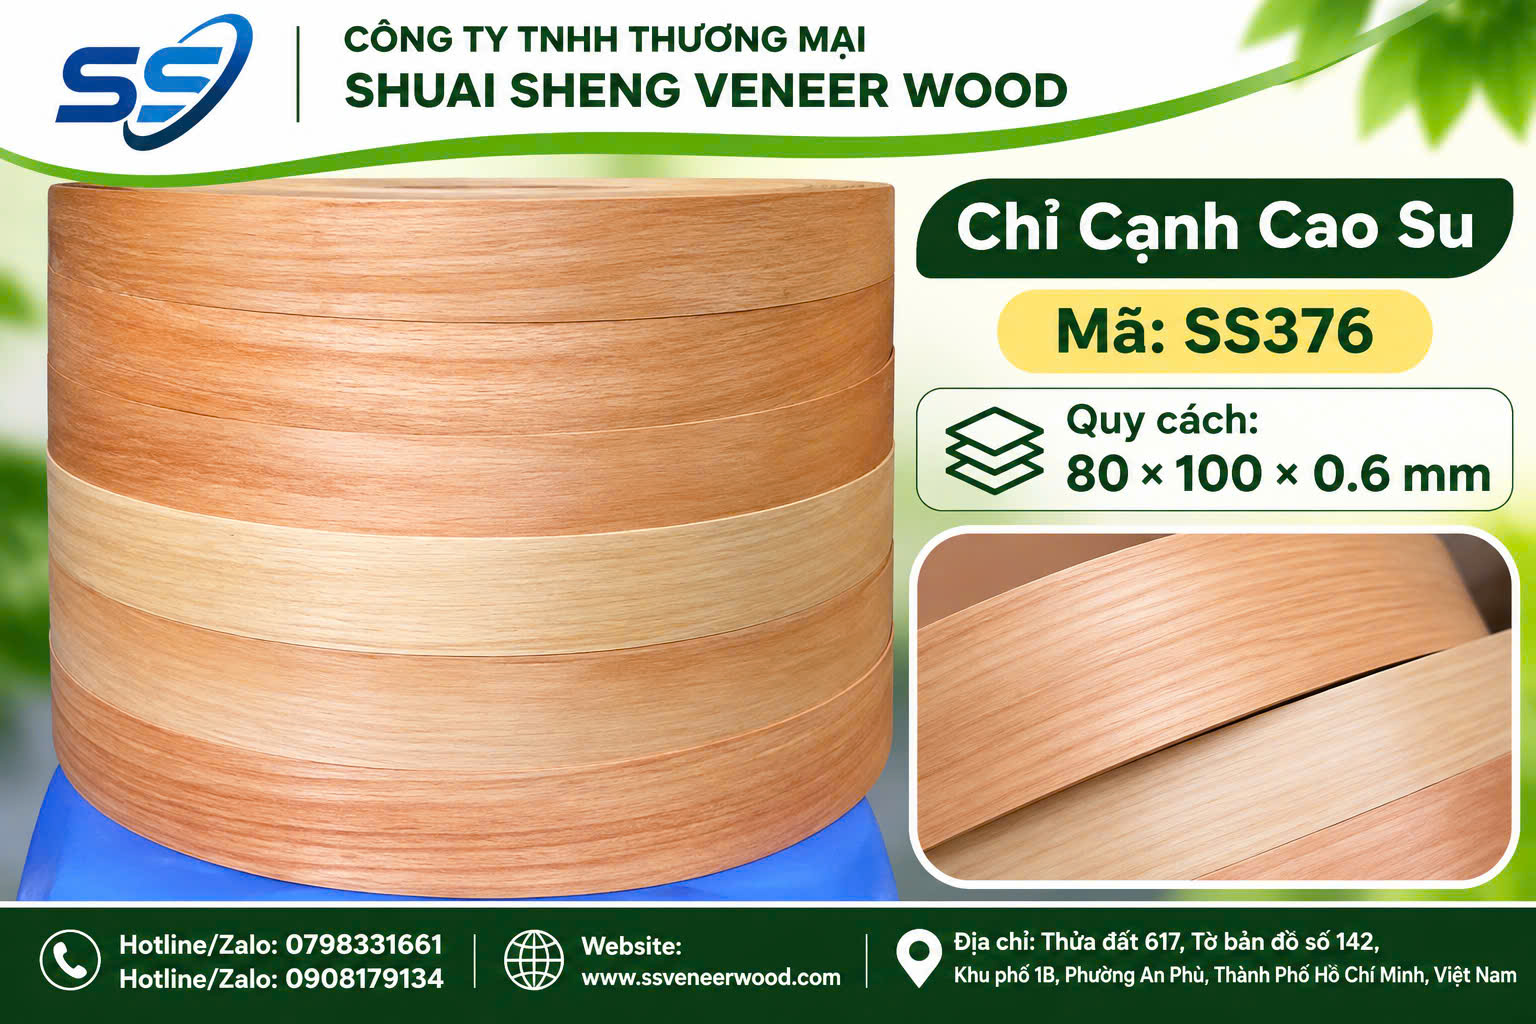 SS
CÔNG TY TNHH THƯƠNG MẠI
SHUAI SHENG VENEER WOOD
Chỉ Cạnh Cao Su
Mã: SS376
Quy cách:
80 × 100 × 0.6 mm
Hotline/Zalo: 0798331661
Hotline/Zalo: 0908179134
Website:
www.ssveneerwood.com
Địa chỉ: Thửa đất 617, Tờ bản đồ số 142,
Khu phố 1B, Phường An Phù, Thành Phố Hồ Chí Minh, Việt Nam